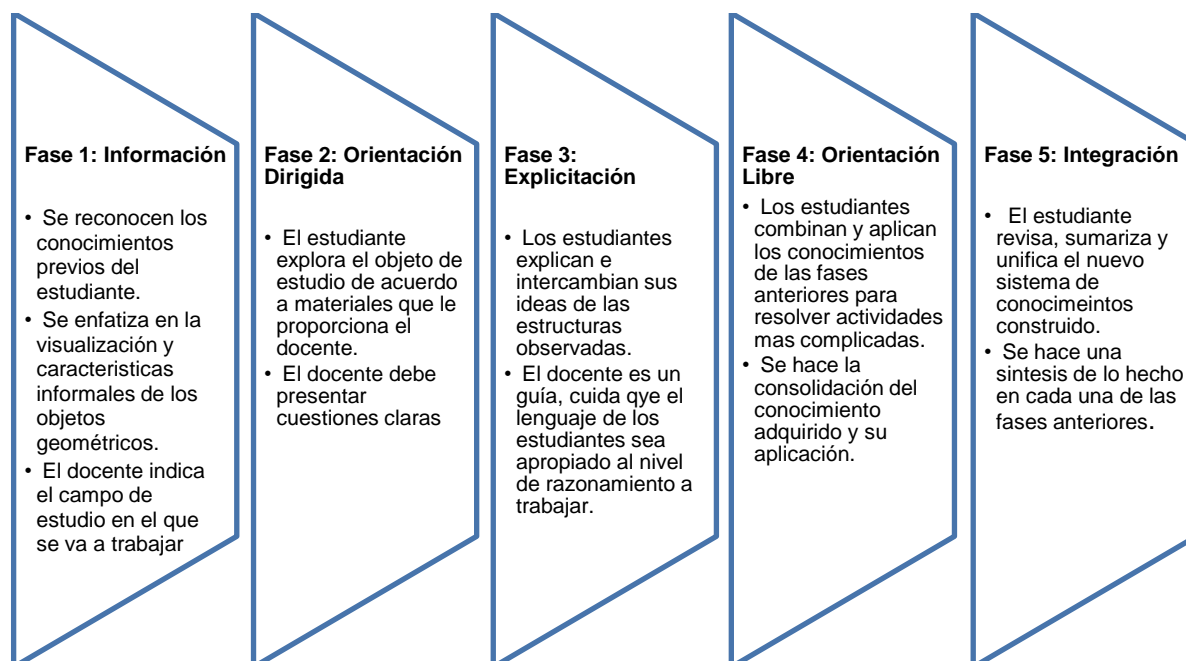 Fase 1: Información
• Se reconocen los
conocimientos
previos del
estudiante.
• Se enfatiza en la
visualización y
caracteristicas
informales de los
objetos
geométricos.
• El docente indica
el campo de
estudio en el que
se va a trabajar
Fase 2: Orientación
Dirigida
• El estudiante
explora el objeto de
estudio de acuerdo
a materiales que le
proporciona el
docente.
• El docente debe
presentar
cuestiones claras
Fase 3:
Explicitación
• Los estudiantes
explican e
intercambian sus
ideas de las
estructuras
observadas.
• El docente es un
guía, cuida qye el
lenguaje de los
estudiantes sea
apropiado al nivel
de razonamiento a
trabajar.
Fase 4: Orientación
Libre
• Los estudiantes
combinan y aplican
los conocimientos
de las fases
anteriores para
resolver actividades
mas complicadas.
• Se hace la
consolidación del
conocimiento
adquirido y su
aplicación.
Fase 5: Integración
• El estudiante
revisa, sumariza y
unifica el nuevo
sistema de
conocimeintos
construido.
• Se hace una
sintesis de lo hecho
en cada una de las
fases anteriores.